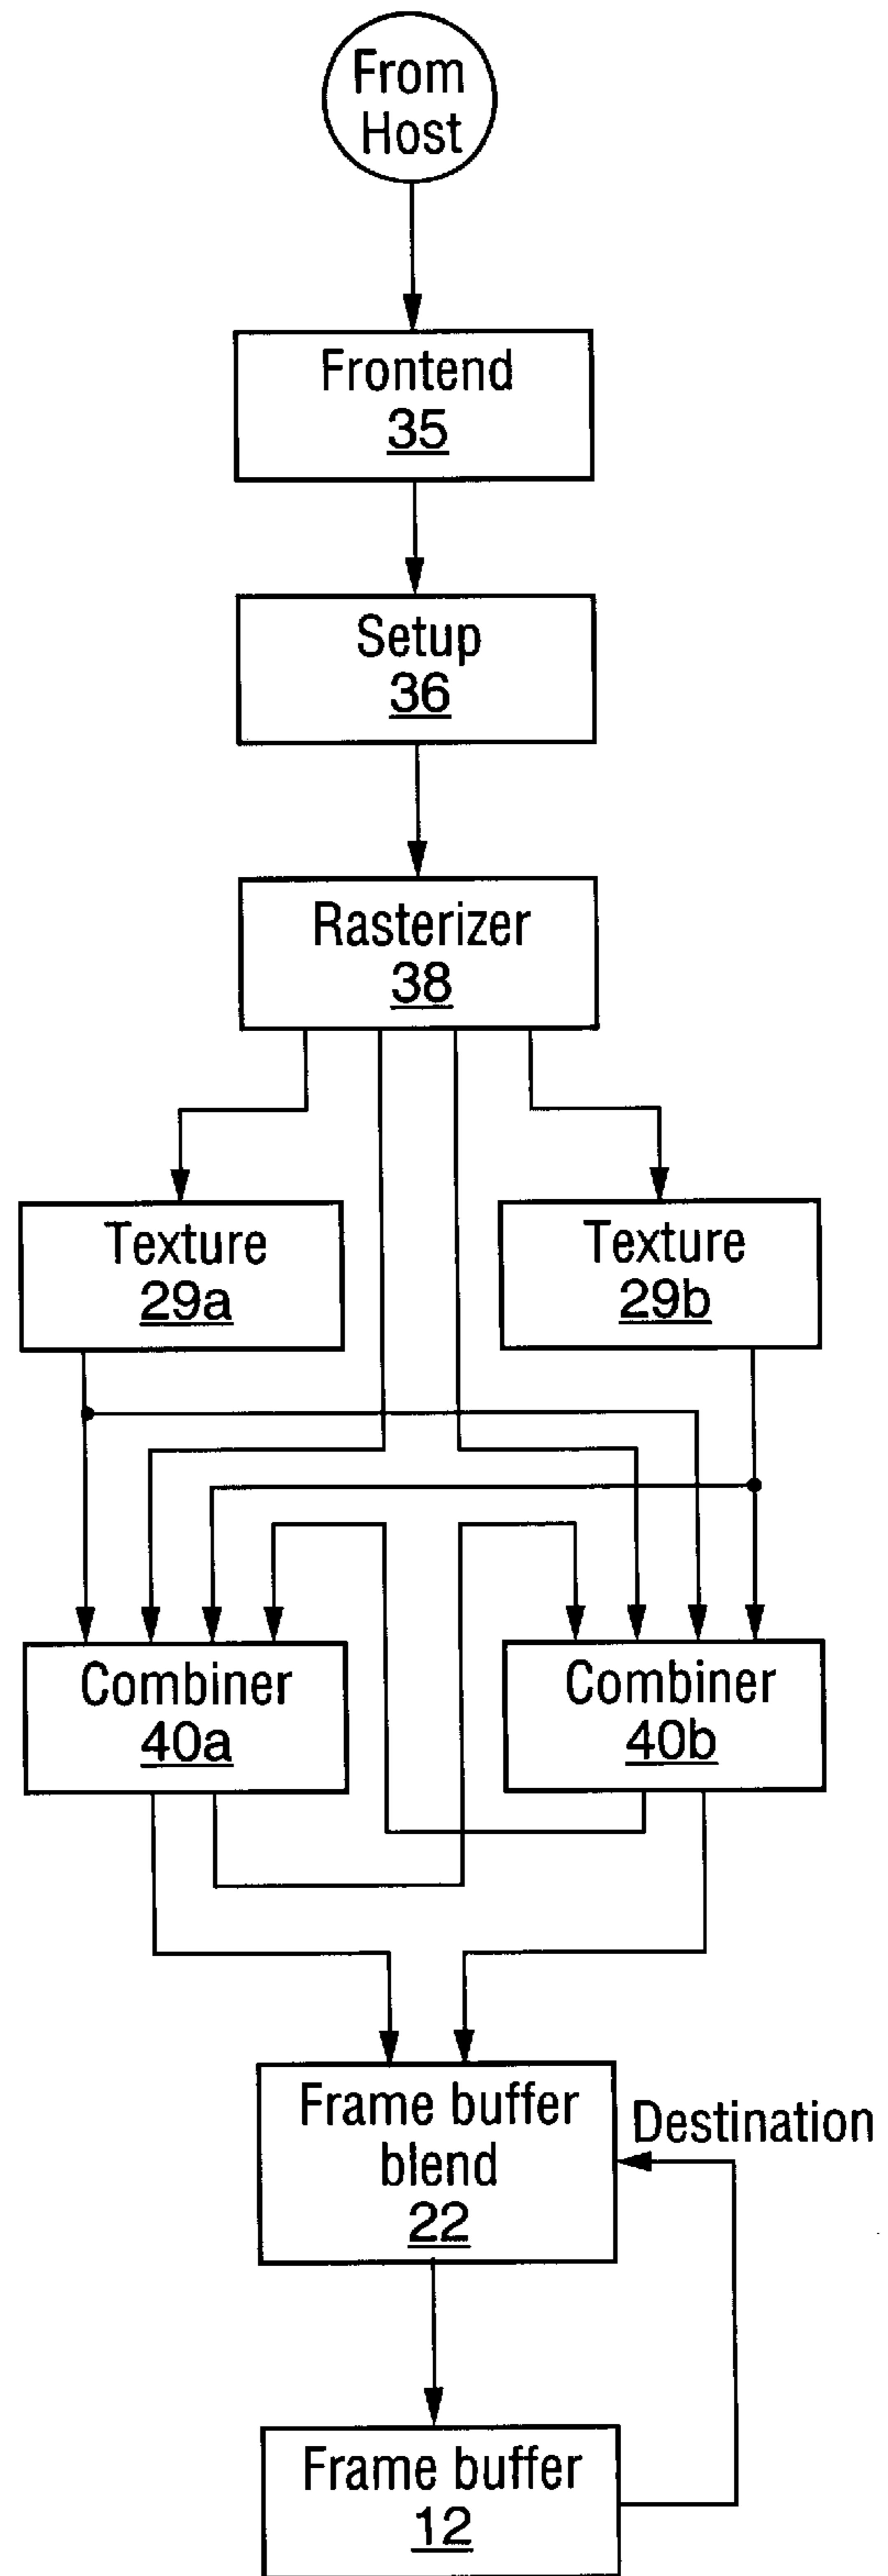 From
Host
Frontend
35
Setup
36
Rasterizer
38
Texture
29a
Texture
29b
Combiner
40a
Combiner
40b
Frame buffer
blend
22
Destination
Frame buffer
12